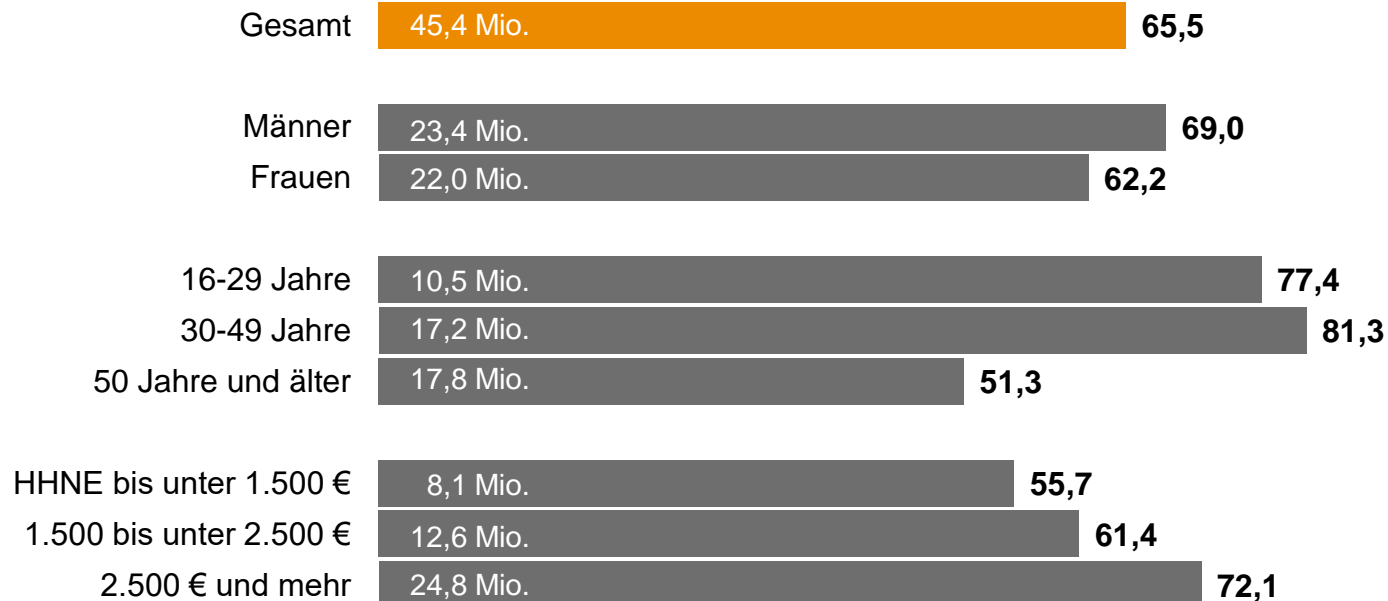 Gesamt 45,4 Mio. 65,5
Männer 23,4 Mio. 69,0
Frauen 22,0 Mio. 62,2
16-29 Jahre 10,5 Mio. 77,4
30-49 Jahre 17,2 Mio. 81,3
50 Jahre und älter 17,8 Mio. 51,3
HHNE bis unter 1.500 € 8,1 Mio. 55,7
1.500 bis unter 2.500 € 12,6 Mio. 61,4
2.500 € und mehr 24,8 Mio. 72,1